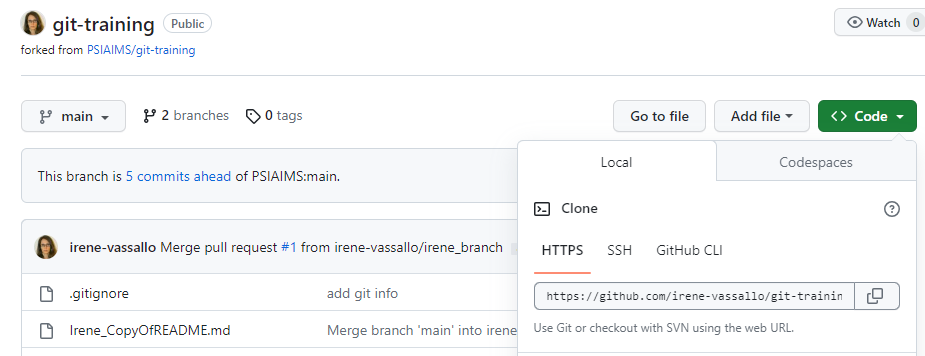 git-training Public Watch 0
forked from PSIAIMS/git-training
main 2 branches 0 tags Go to file Add file Code
Local Codespaces
This branch is 5 commits ahead of PSIAIMS:main.
Clone
irene-vassallo Merge pull request #1 from irene-vassallo/irene_branch
HTTPS SSH GitHub CLI
.gitignore add git info
https://github.com/irene-vassallo/git-trainin
Irene_CopyOfREADME.md Merge branch 'main' into irene
Use Git or checkout with SVN using the web URL.